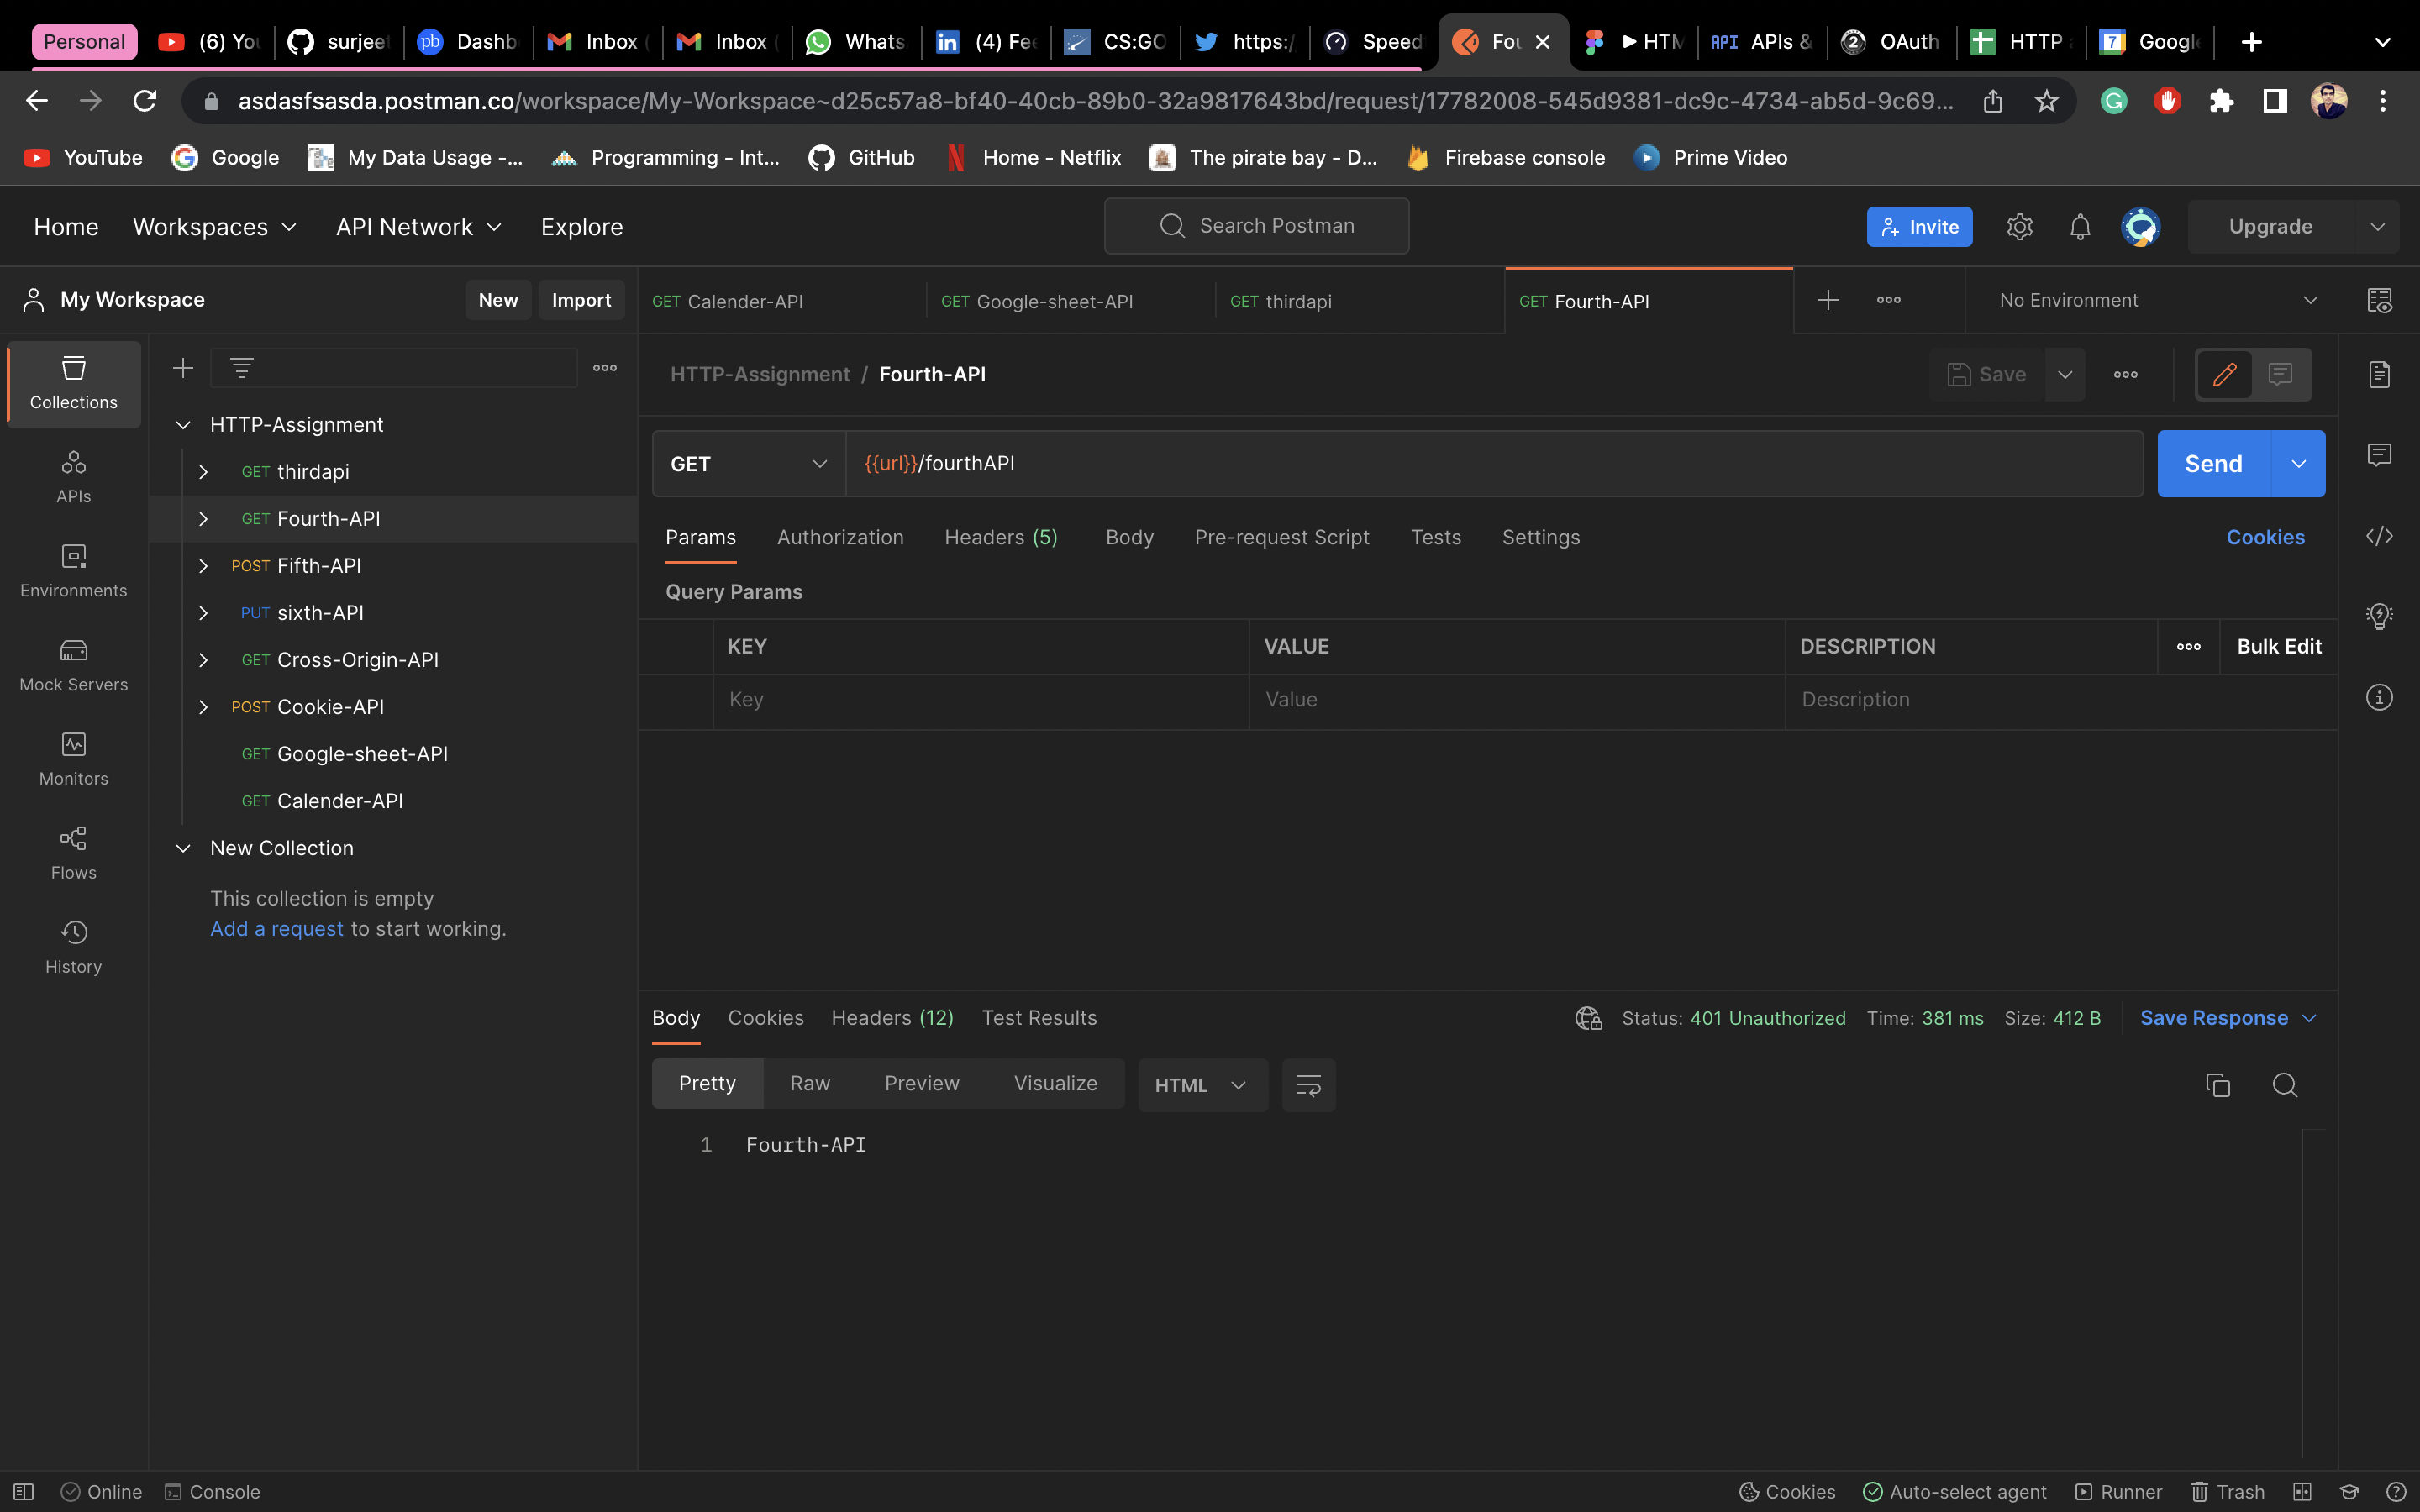 Personal (6) You surjeet Dashb Inbox ( Inbox ( Whats (4) Fee CS:GO https:/ Speed Fou HTM APIs & OAuth HTTP Google
asdasfsasda.postman.co/workspace/My-Workspace~d25c57a8-bf40-40cb-89b0-32a9817643bd/request/17782008-545d9381-dc9c-4734-ab5d-9c69...
YouTube Google My Data Usage -... Programming - Int... GitHub Home - Netflix The pirate bay - D... Firebase console Prime Video
Home Workspaces API Network Explore Search Postman Invite Upgrade
My Workspace New Import GET Calender-API GET Google-sheet-API GET thirdapi GET Fourth-API No Environment
Collections
APIs
Environments
Mock Servers
Monitors
Flows
History
HTTP-Assignment
GET thirdapi
GET Fourth-API
POST Fifth-API
PUT sixth-API
GET Cross-Origin-API
POST Cookie-API
GET Google-sheet-API
GET Calender-API
New Collection
This collection is empty
Add a request to start working.
HTTP-Assignment / Fourth-API Save
GET {{url}}/fourthAPI Send
Params Authorization Headers (5) Body Pre-request Script Tests Settings Cookies
Query Params
KEY VALUE DESCRIPTION Bulk Edit
Key Value Description
Body Cookies Headers (12) Test Results Status: 401 Unauthorized Time: 381 ms Size: 412 B Save Response
Pretty Raw Preview Visualize HTML
1 Fourth-API
Online Console Cookies Auto-select agent Runner Trash